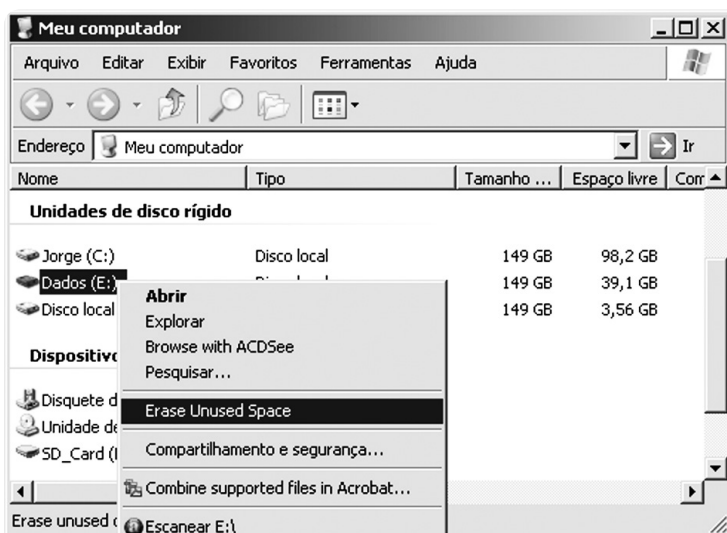 Meu computador
Arquivo Editar Exibir Favoritos Ferramentas Ajuda
Endereço Meu computador Ir
Nome Tipo Tamanho ... Espaço livre Com
Unidades de disco rígido
Jorge (C:) Disco local 149 GB 98,2 GB
Dados (E:) 149 GB 39,1 GB
Disco local 149 GB 3,56 GB
Abrir
Explorar
Browse with ACDSee
Pesquisar...
Erase Unused Space
Compartilhamento e segurança...
Combine supported files in Acrobat...
Escanear E:\
Dispositivo
Disquete d
Unidade de
SD_Card (
Erase unused